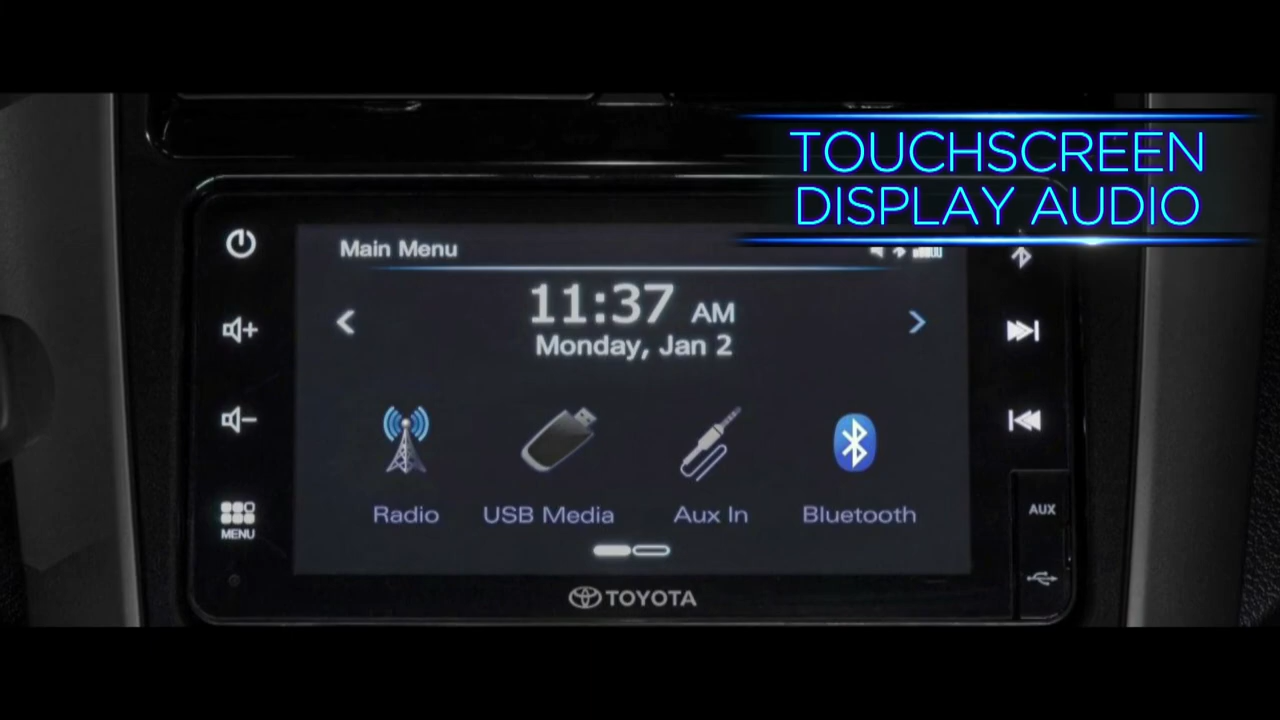 TOUCHSCREEN
DISPLAY AUDIO
Main Menu
11:37 AM
Monday, Jan 2
Radio
USB Media
Aux In
Bluetooth
MENU
AUX
TOYOTA